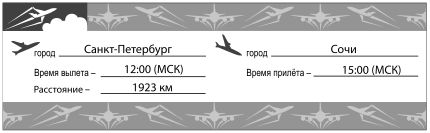 город Санкт-Петербург
город Сочи
Время вылета – 12:00 (МСК)
Время прилёта – 15:00 (МСК)
Расстояние – 1923 км